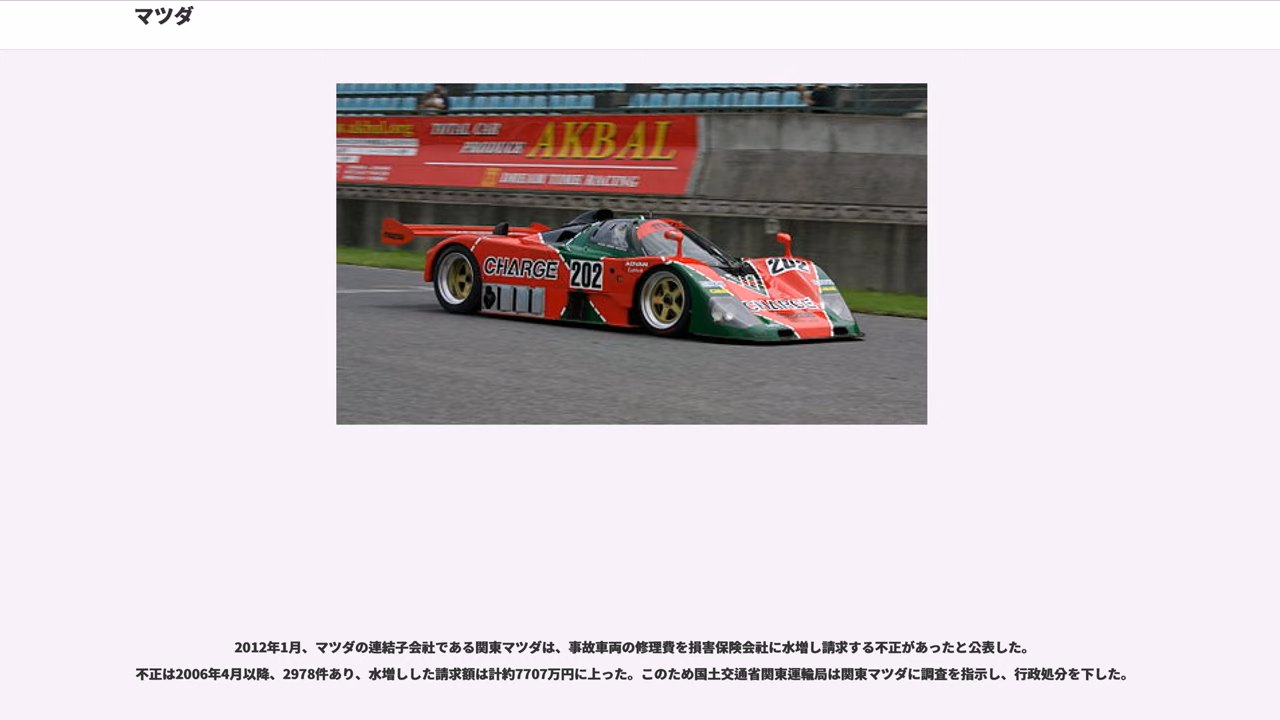 マツダ
TOTAL CAR
PRODUCE AKBAL
DREAM TOKE RACING
CHARGE
202
202
CHARGE
2012年1月、マツダの連結子会社である関東マツダは、事故車両の修理費を損害保険会社に水増し請求する不正があったと公表した。
不正は2006年4月以降、2978件あり、水増しした請求額は計約7707万円に上った。このため国土交通省関東運輸局は関東マツダに調査を指示し、行政処分を下した。